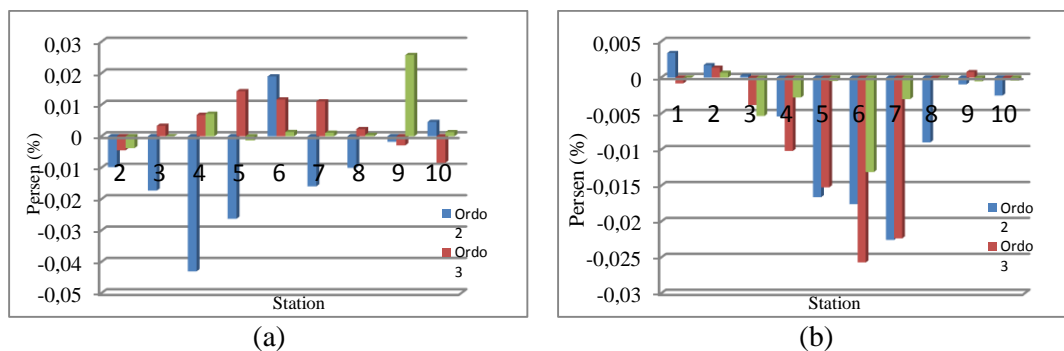 0,03
0,02
0,01
0
-0,01
-0,02
-0,03
-0,04
-0,05
Persen (%)
2 3 4 5 6 7 8 9 10
Ordo
2
Ordo
3
Station
(a)
0,005
0
-0,005
-0,01
-0,015
-0,02
-0,025
-0,03
Persen (%)
1 2 3 4 5 6 7 8 9 10
Ordo
2
Ordo
3
Station
(b)